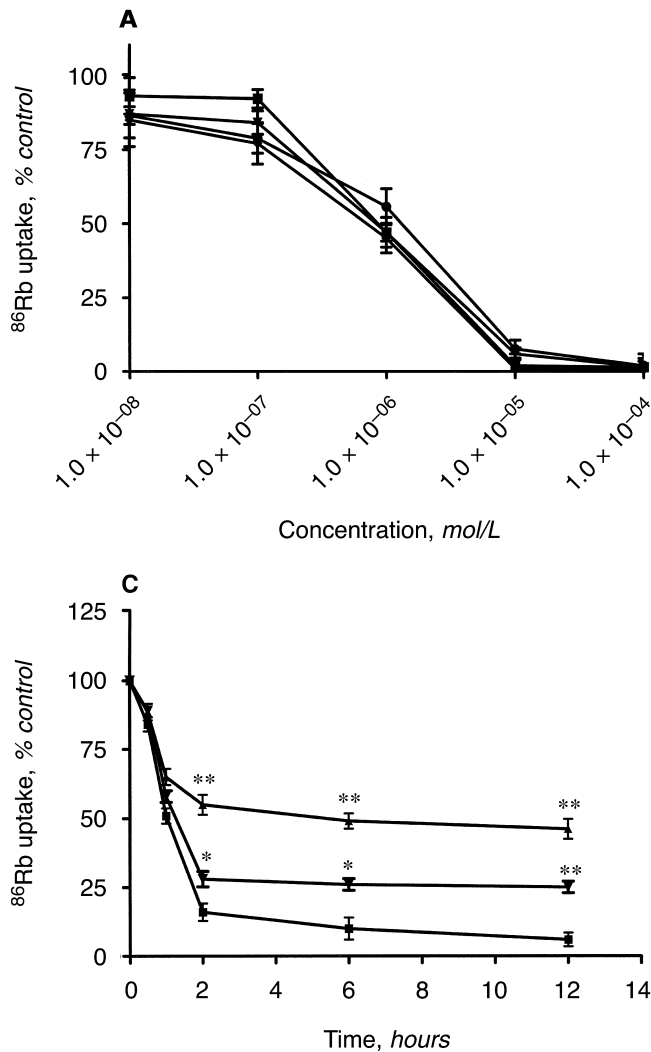 A
100
75
50
25
0
⁸⁶Rb uptake, % control
1.0 × 10⁻⁰⁸
1.0 × 10⁻⁰⁷
1.0 × 10⁻⁰⁶
1.0 × 10⁻⁰⁵
1.0 × 10⁻⁰⁴
Concentration, mol/L
C
125
100
75
50
25
0
⁸⁶Rb uptake, % control
** ** **
* * **
0 2 4 6 8 10 12 14
Time, hours